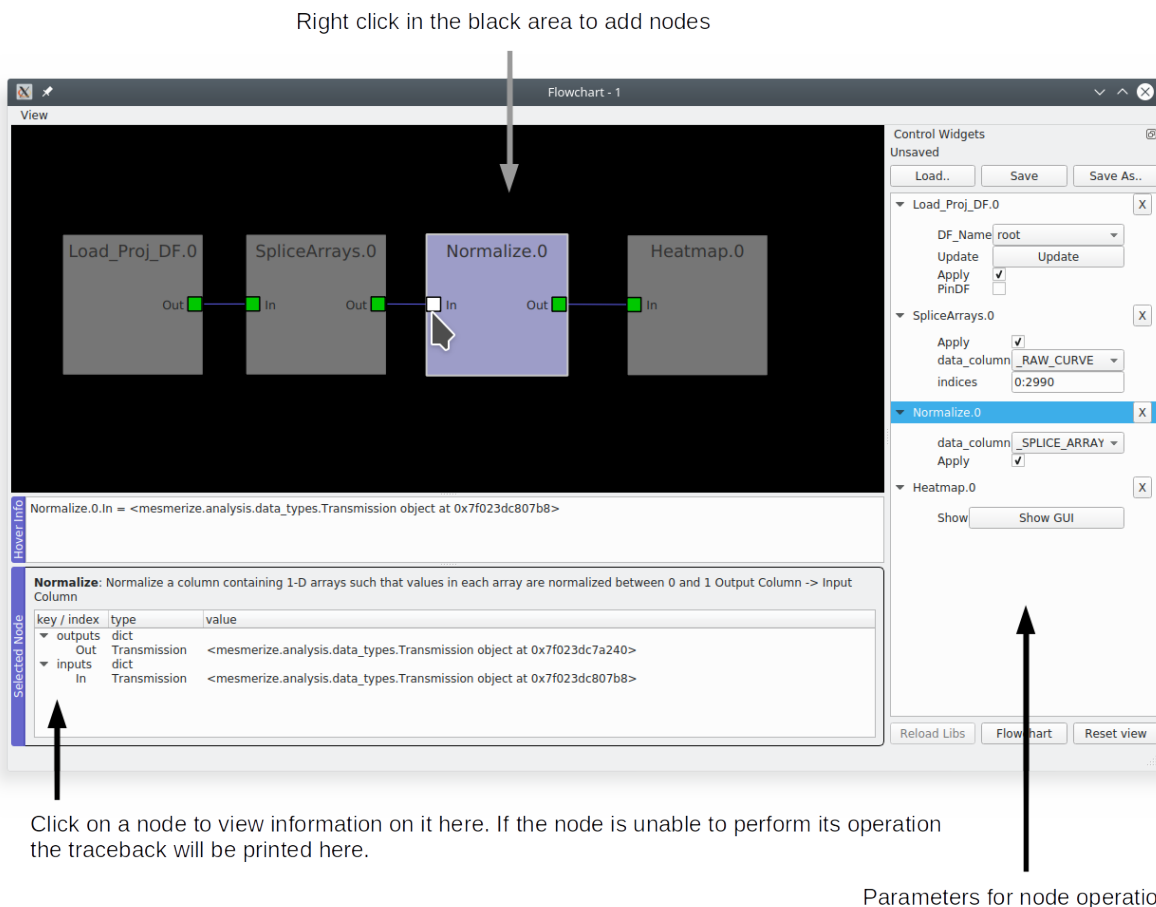 Right click in the black area to add nodes
Flowchart - 1
View
Load_Proj_DF.0
Out
SpliceArrays.0
In
Out
Normalize.0
In
Out
Heatmap.0
In
Control Widgets
Unsaved
Load..
Save
Save As..
Load_Proj_DF.0
X
DF_Name
root
Update
Update
Apply
PinDF
SpliceArrays.0
X
Apply
data_column
_RAW_CURVE
indices
0:2990
Normalize.0
X
data_column
_SPLICE_ARRAY
Apply
Heatmap.0
X
Show
Show GUI
Reload Libs
Flowchart
Reset view
Hover Info
Normalize.0.In = <mesmerize.analysis.data_types.Transmission object at 0x7f023dc807b8>
Selected Node
Normalize: Normalize a column containing 1-D arrays such that values in each array are normalized between 0 and 1 Output Column -> Input
Column
key / index type value
outputs dict
Out Transmission <mesmerize.analysis.data_types.Transmission object at 0x7f023dc7a240>
inputs dict
In Transmission <mesmerize.analysis.data_types.Transmission object at 0x7f023dc807b8>
Click on a node to view information on it here. If the node is unable to perform its operation
the traceback will be printed here.
Parameters for node operatio